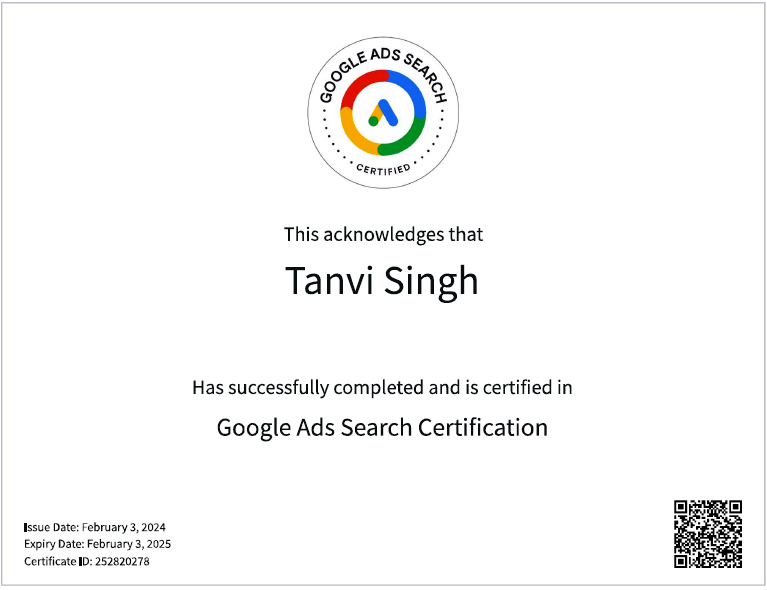 GOOGLE ADS SEARCH
CERTIFIED
This acknowledges that
Tanvi Singh
Has successfully completed and is certified in
Google Ads Search Certification
Issue Date: February 3, 2024
Expiry Date: February 3, 2025
Certificate ID: 252820278